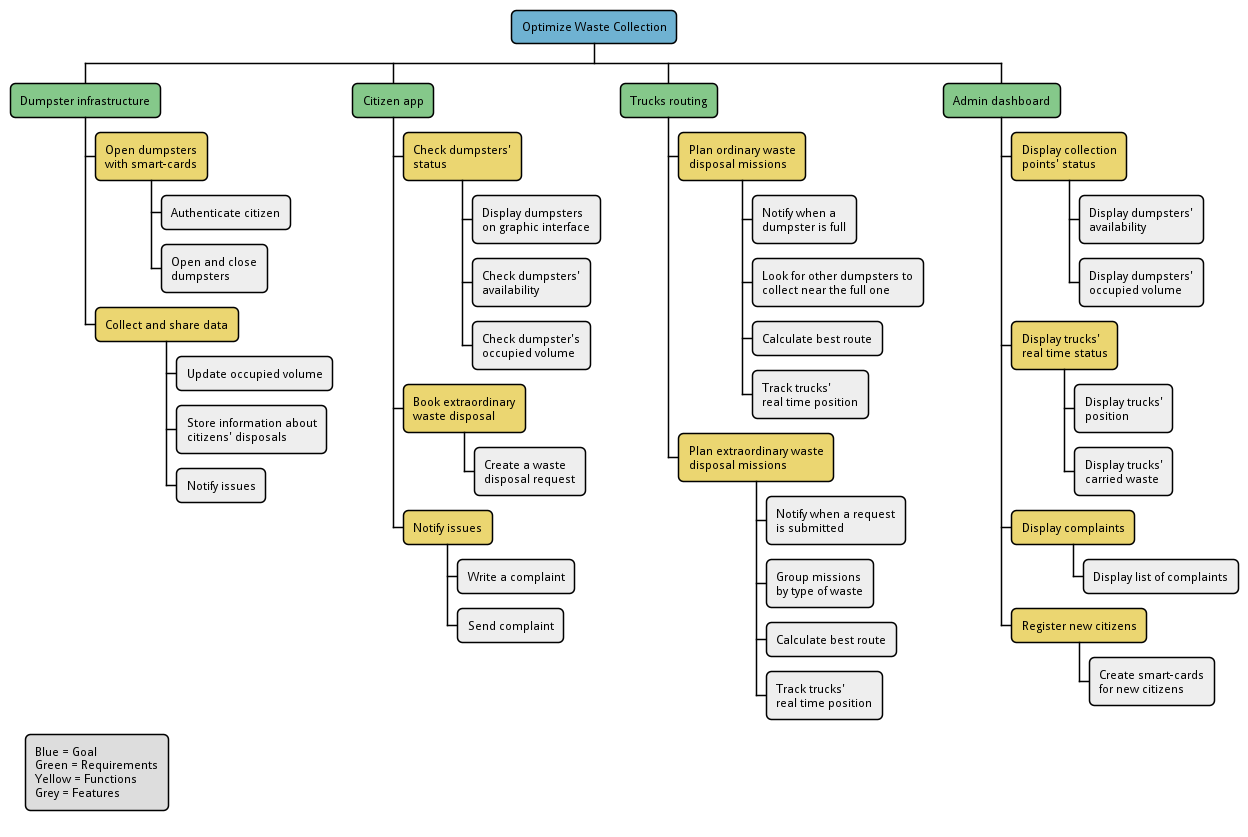 Optimize Waste Collection
Dumpster infrastructure
Open dumpsters
with smart-cards
Authenticate citizen
Open and close
dumpsters
Collect and share data
Update occupied volume
Store information about
citizens' disposals
Notify issues
Citizen app
Check dumpsters'
status
Display dumpsters
on graphic interface
Check dumpsters'
availability
Check dumpster's
occupied volume
Book extraordinary
waste disposal
Create a waste
disposal request
Notify issues
Write a complaint
Send complaint
Trucks routing
Plan ordinary waste
disposal missions
Notify when a
dumpster is full
Look for other dumpsters to
collect near the full one
Calculate best route
Track trucks'
real time position
Plan extraordinary waste
disposal missions
Notify when a request
is submitted
Group missions
by type of waste
Calculate best route
Track trucks'
real time position
Admin dashboard
Display collection
points' status
Display dumpsters'
availability
Display dumpsters'
occupied volume
Display trucks'
real time status
Display trucks'
position
Display trucks'
carried waste
Display complaints
Display list of complaints
Register new citizens
Create smart-cards
for new citizens
Blue = Goal
Green = Requirements
Yellow = Functions
Grey = Features